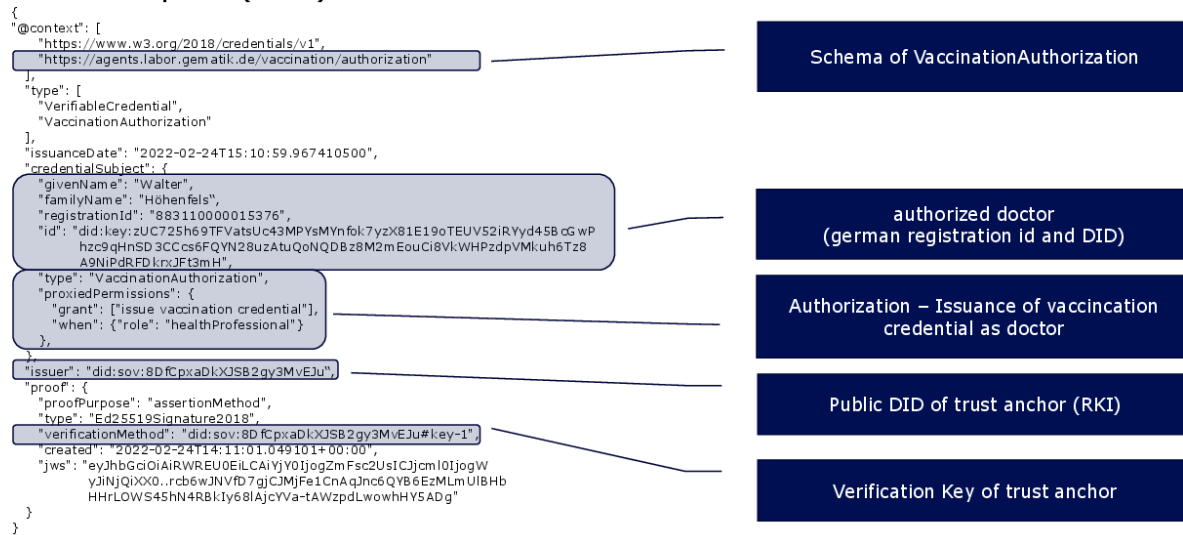 {
"@context": [
"https://www.w3.org/2018/credentials/v1",
"https://agents.labor.gematik.de/vaccination/authorization"
],
"type": [
"VerifiableCredential",
"VaccinationAuthorization"
],
"issuanceDate": "2022-02-24T15:10:59.967410500",
"credentialSubject": {
"givenName": "Walter",
"familyName": "Höhenfels“,
"registrationId": "883110000015376",
"id": "did:key:zUC725h69TFVatsUc43MPYsMYnfok7yzX81E19oTEUV52iRYyd45BcGwP
hzc9qHnSD3CCcs6FQYN28uzAtuQoNQDBz8M2mEouCi8VkWHPzdpVMkuh6Tz8
A9NiPdRFDkrxJFt3mH",
"type": "VaccinationAuthorization",
"proxiedPermissions": {
"grant": ["issue vaccination credential"],
"when": {"role": "healthProfessional"}
},
},
"issuer": "did:sov:8DfCpxaDkXJSB2gy3MvEJu“,
"proof": {
"proofPurpose": "assertionMethod",
"type": "Ed25519Signature2018",
"verificationMethod": "did:sov:8DfCpxaDkXJSB2gy3MvEJu#key-1",
"created": "2022-02-24T14:11:01.049101+00:00",
"jws": "eyJhbGciOiAiRWREU0EiLCAiYjY0IjogZmFsc2UsICJjcml0IjogW
yJiNjQiXX0..rcb6wJNVfD7gjCJMjFe1CnAqJnc6QYB6EzMLmUlBHb
HHrLOWS45hN4RBkIy68lAjcYVa-tAWzpdLwowhHY5ADg"
}
}
Schema of VaccinationAuthorization
authorized doctor
(german registration id and DID)
Authorization – Issuance of vaccincation
credential as doctor
Public DID of trust anchor (RKI)
Verification Key of trust anchor